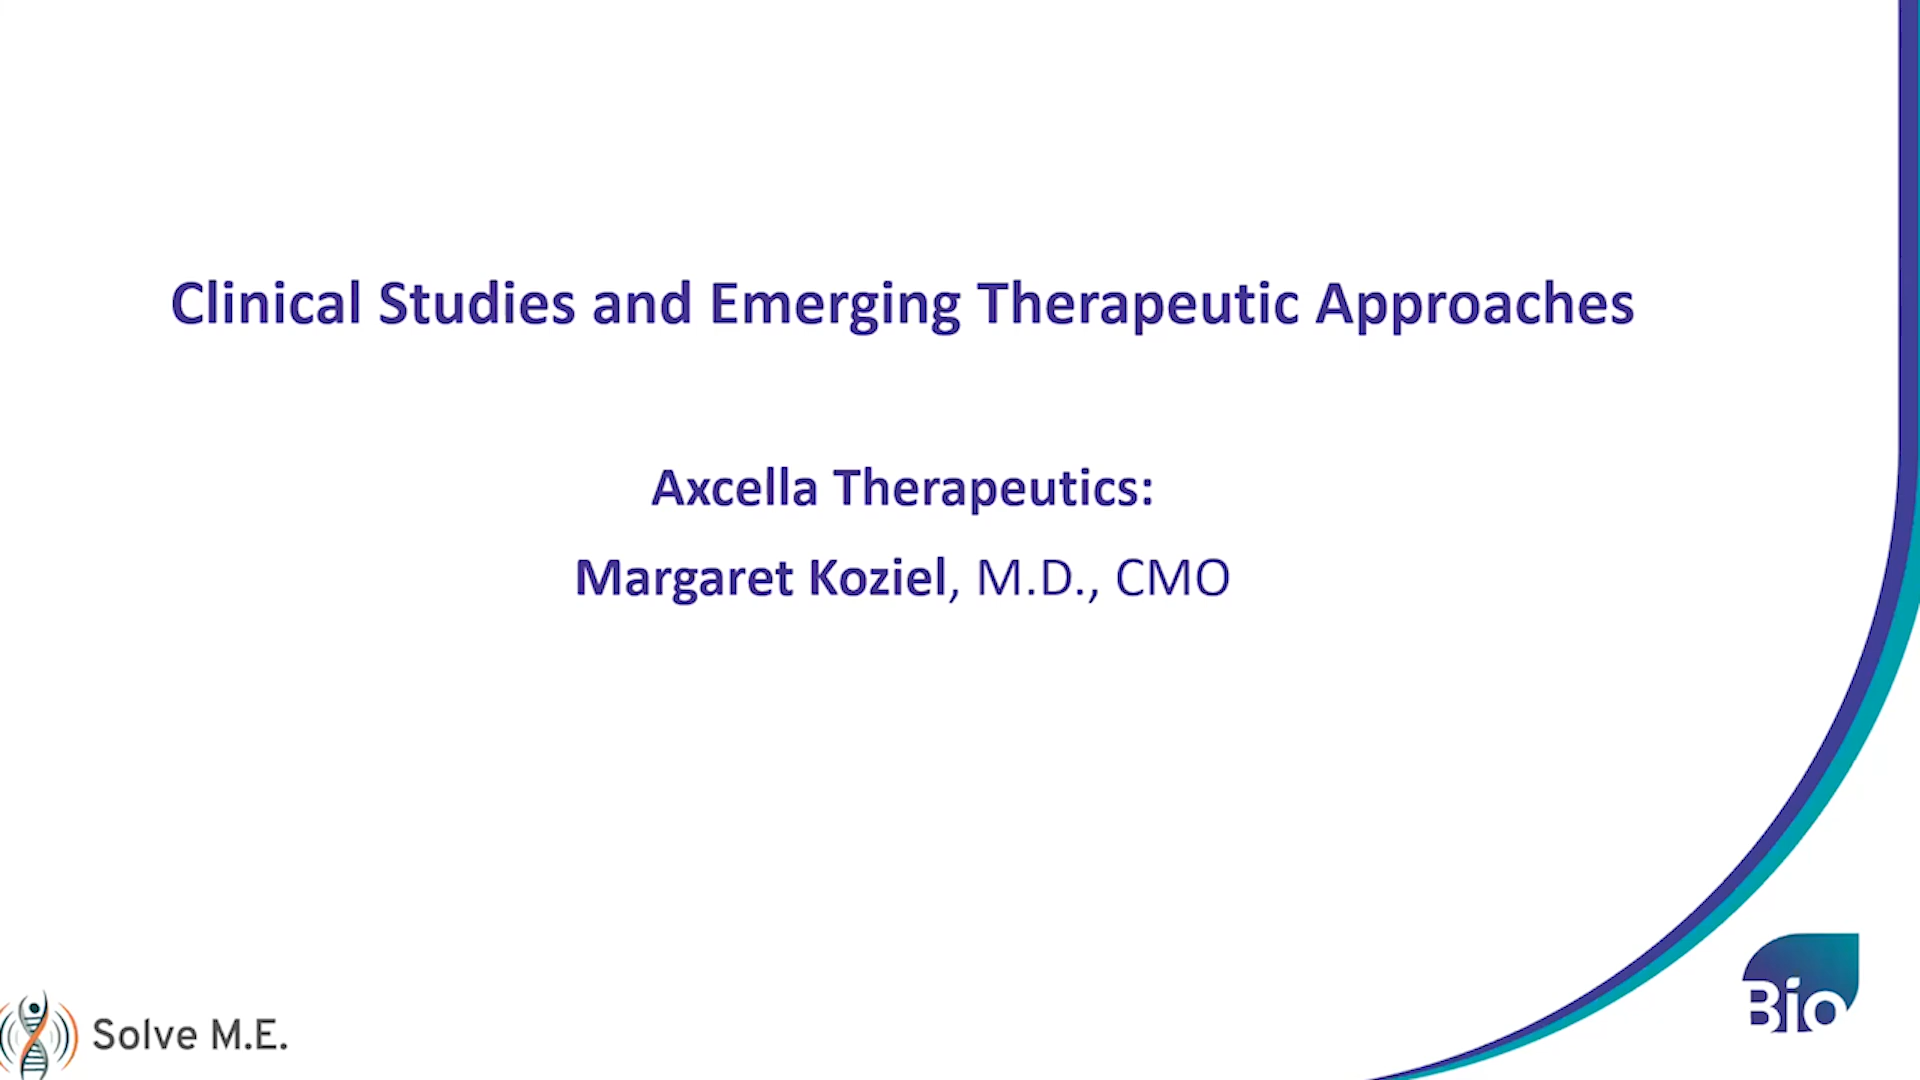 Clinical Studies and Emerging Therapeutic Approaches
Axcella Therapeutics:
Margaret Koziel, M.D., CMO
Solve M.E.
Bio